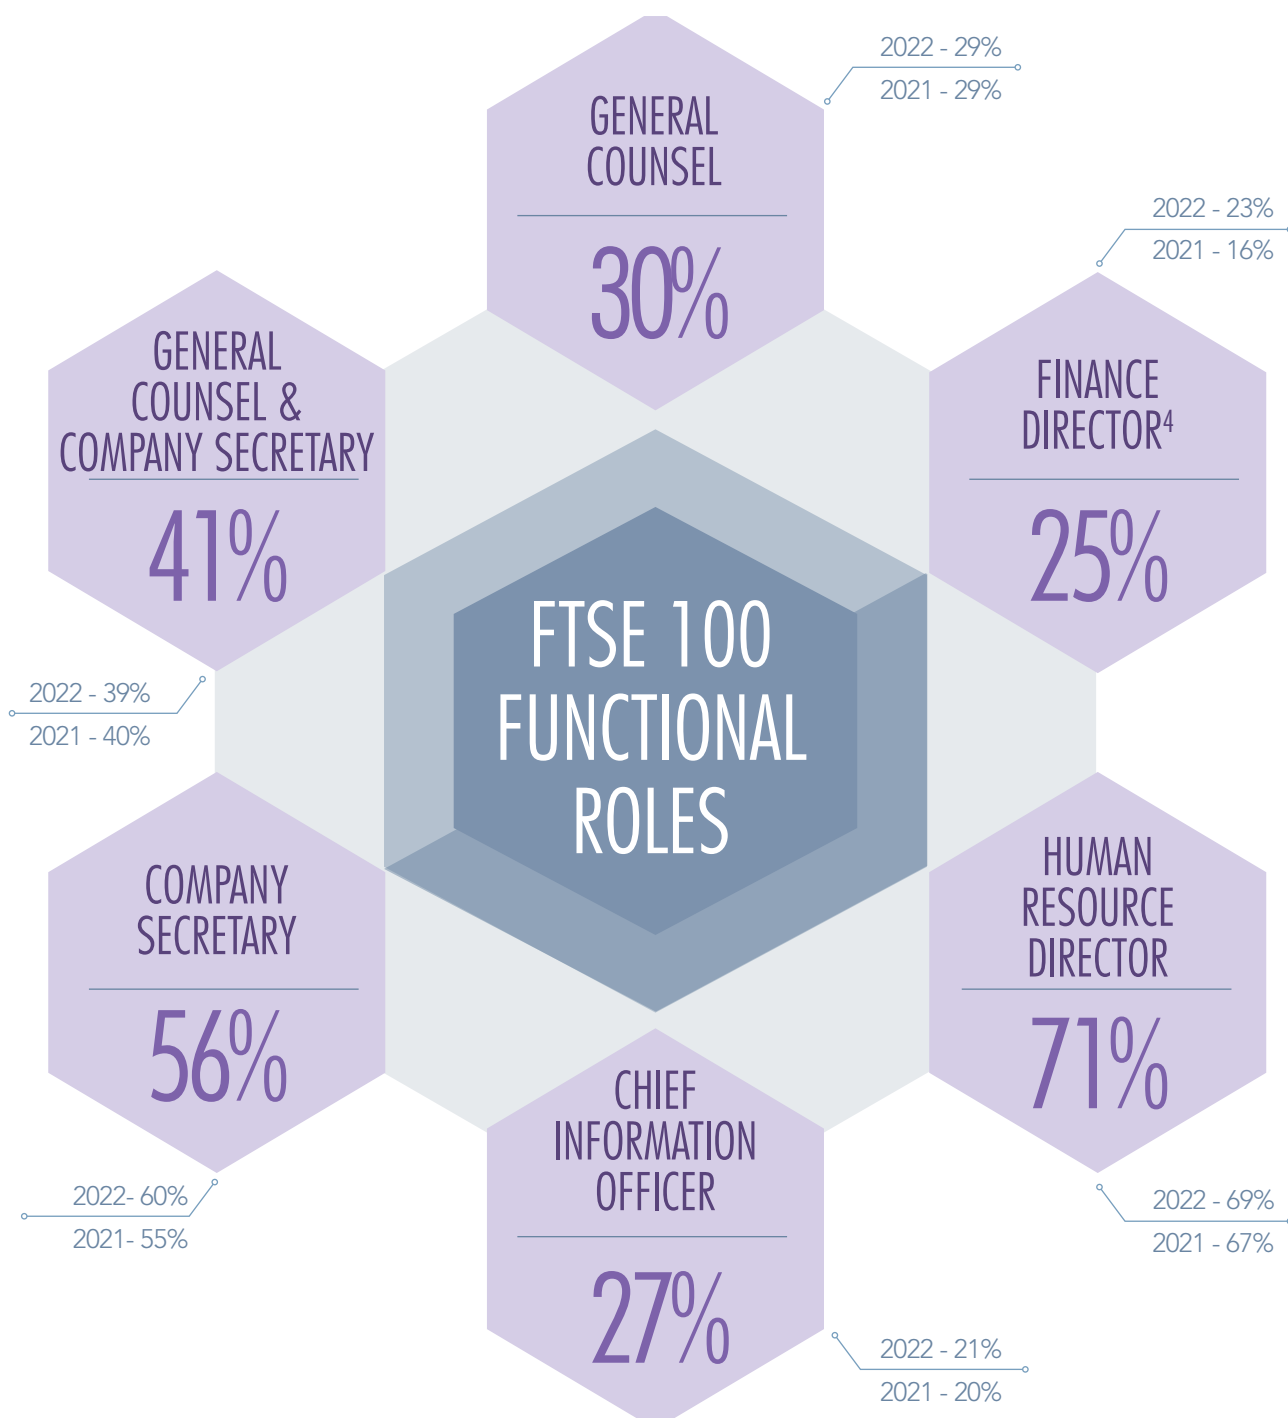 2022 - 29%
2021 - 29%
GENERAL
COUNSEL
30%
2022 - 23%
2021 - 16%
FINANCE
DIRECTOR4
25%
GENERAL
COUNSEL &
COMPANY SECRETARY
41%
2022 - 39%
2021 - 40%
FTSE 100
FUNCTIONAL
ROLES
COMPANY
SECRETARY
56%
2022- 60%
2021- 55%
HUMAN
RESOURCE
DIRECTOR
71%
2022 - 69%
2021 - 67%
CHIEF
INFORMATION
OFFICER
27%
2022 - 21%
2021 - 20%